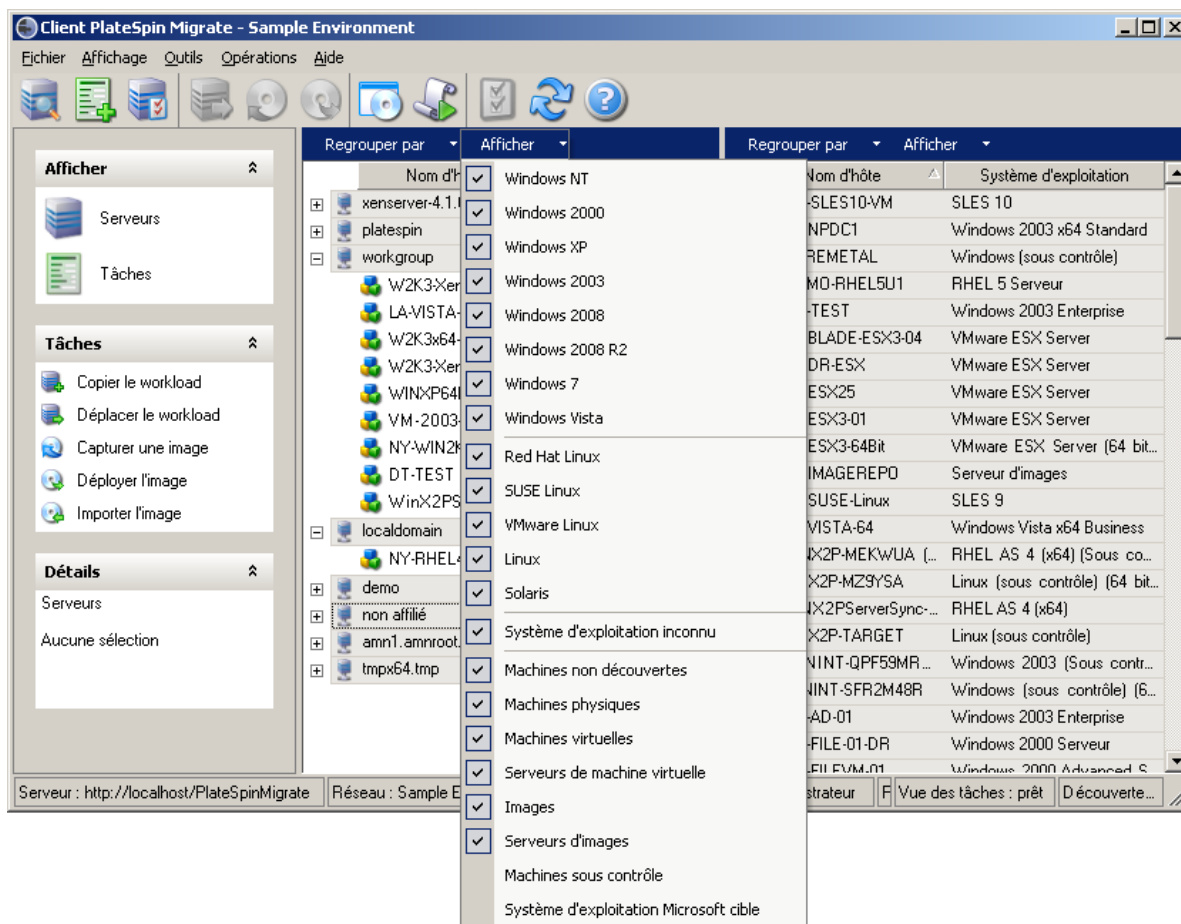 Client PlateSpin Migrate - Sample Environment
Fichier Affichage Outils Opérations Aide
Regrouper par Afficher Regrouper par Afficher
Afficher
Serveurs
Tâches
Tâches
Copier le workload
Déplacer le workload
Capturer une image
Déployer l'image
Importer l'image
Détails
Serveurs
Aucune sélection
Nom d'h
xenserver-4.1.
platespin
workgroup
W2K3-Xer
LA-VISTA-
W2K3x64-
W2K3-Xer
WINXP64
VM-2003-
NY-WIN2K
DT-TEST
WinX2PS
localdomain
NY-RHEL4
demo
non affilié
amn1.amnroot.
tmpx64.tmp
Windows NT
Windows 2000
Windows XP
Windows 2003
Windows 2008
Windows 2008 R2
Windows 7
Windows Vista
Red Hat Linux
SUSE Linux
VMware Linux
Linux
Solaris
Système d'exploitation inconnu
Machines non découvertes
Machines physiques
Machines virtuelles
Serveurs de machine virtuelle
Images
Serveurs d'images
Machines sous contrôle
Système d'exploitation Microsoft cible
Nom d'hôte Système d'exploitation
-SLES10-VM SLES 10
NPDC1 Windows 2003 x64 Standard
REMETAL Windows (sous contrôle)
MO-RHEL5U1 RHEL 5 Serveur
-TEST Windows 2003 Enterprise
BLADE-ESX3-04 VMware ESX Server
DR-ESX VMware ESX Server
ESX25 VMware ESX Server
ESX3-01 VMware ESX Server
ESX3-64Bit VMware ESX Server (64 bit...
IMAGEREPO Serveur d'images
SUSE-Linux SLES 9
VISTA-64 Windows Vista x64 Business
X2P-MEKWUA (... RHEL AS 4 (x64) (Sous co...
X2P-MZ9YSA Linux (sous contrôle) (64 bit...
X2PServerSync-... RHEL AS 4 (x64)
X2P-TARGET Linux (sous contrôle)
NINT-QPF59MR... Windows 2003 (Sous contr...
NINT-SFR2M48R Windows (sous contrôle) (6...
-AD-01 Windows 2003 Enterprise
-FILE-01-DR Windows 2000 Serveur
-FILEVM-01 Windows 2000 Advanced S
Serveur : http://localhost/PlateSpinMigrate Réseau : Sample E strateur F Vue des tâches : prêt Découverte...